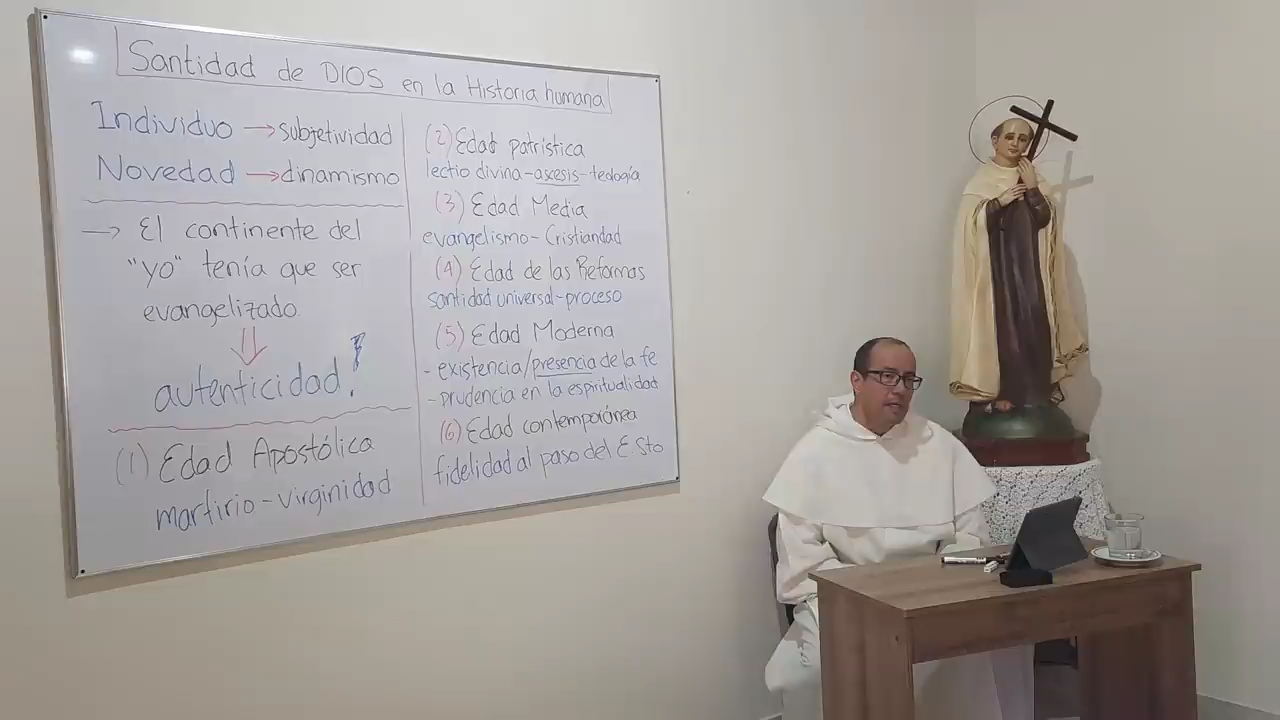 Santidad de DIOS en la Historia humana
Individuo → subjetividad
Novedad → dinamismo
→ El continente del
"yo" tenía que ser
evangelizado.
autenticidad!
(1) Edad Apostólica
martirio - virginidad
(2) Edad patrística
lectio divina - ascesis - teología
(3) Edad Media
evangelismo - Cristiandad
(4) Edad de las Reformas
santidad universal - proceso
(5) Edad Moderna
- existencia/presencia de la fe
- prudencia en la espiritualidad
(6) Edad contemporánea
fidelidad al paso del E. Sto